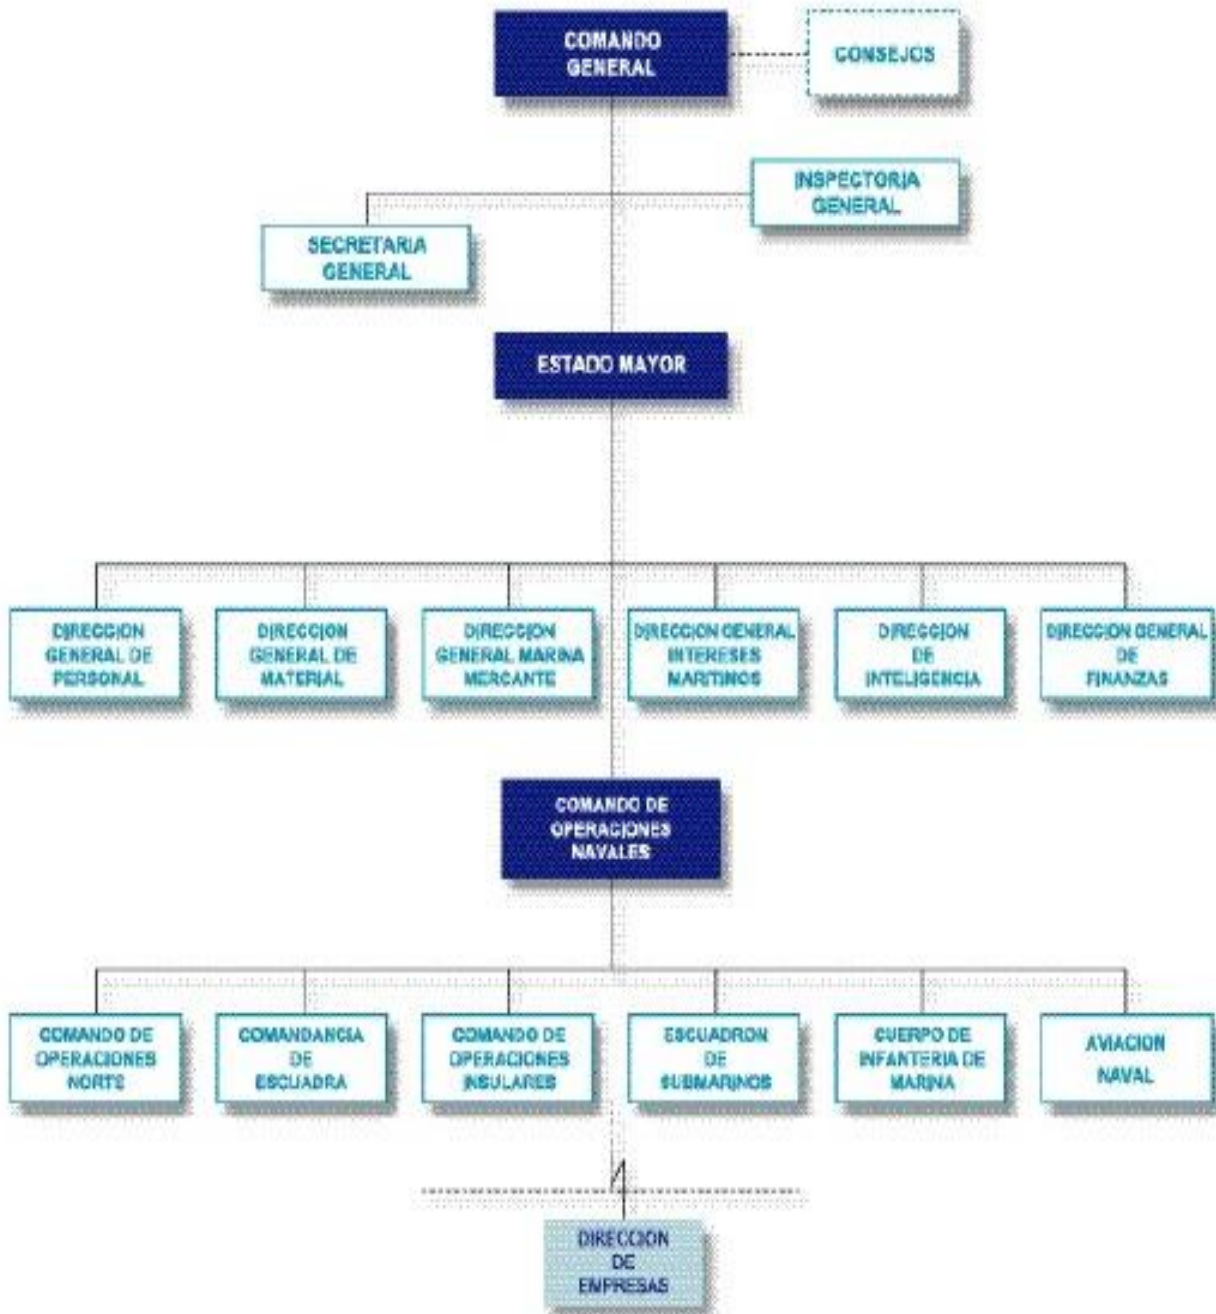 COMANDO
GENERAL
CONSEJOS
INSPECTORIA
GENERAL
SECRETARIA
GENERAL
ESTADO MAYOR
DIRECCION
GENERAL DE
PERSONAL
DIRECCION
GENERAL DE
MATERIAL
DIRECCION
GENERAL MARINA
MERCANTE
DIRECCION GENERAL
INTERESES
MARITINOS
DIRECCION
DE
INTELIGENCIA
DIRECCION GENERAL
DE
FINANZAS
COMANDO DE
OPERACIONES
NAVALES
COMANDO DE
OPERACIONES
NORTE
COMANDANCIA
DE
ESCUADRA
COMANDO DE
OPERACIONES
INSULARES
ESCUADRON
DE
SUBMARINOS
CUERPO DE
INFANTERIA DE
MARINA
AVIACION
NAVAL
DIRECCION
DE
EMPRESAS